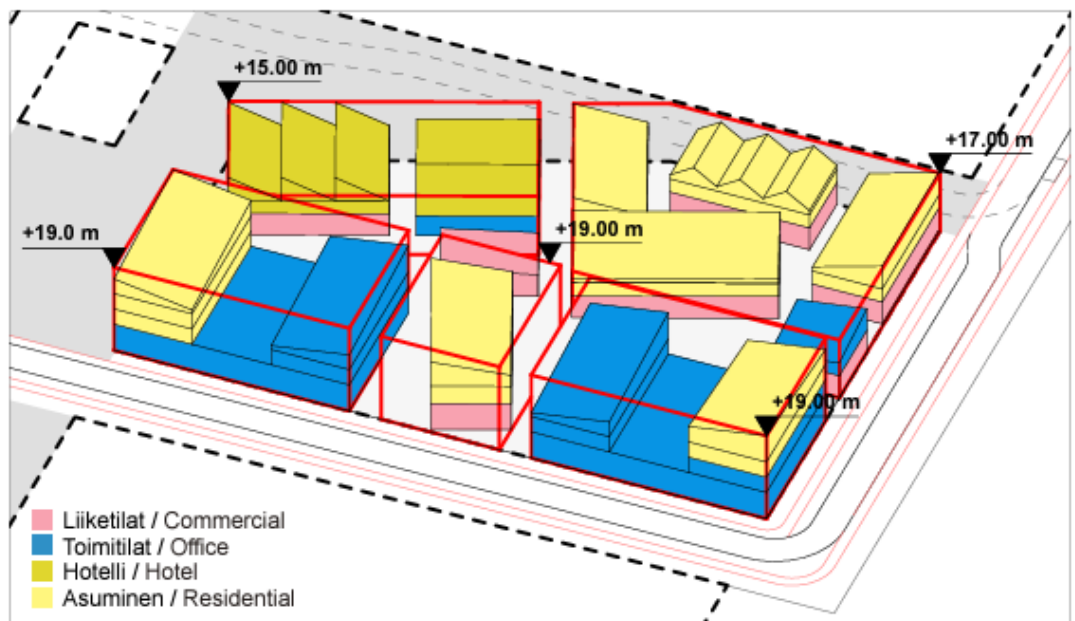 +15.00 m
+17.00 m
+19.0 m
+19.00 m
+19.00 m
Liiketilat / Commercial
Toimitilat / Office
Hotelli / Hotel
Asuminen / Residential